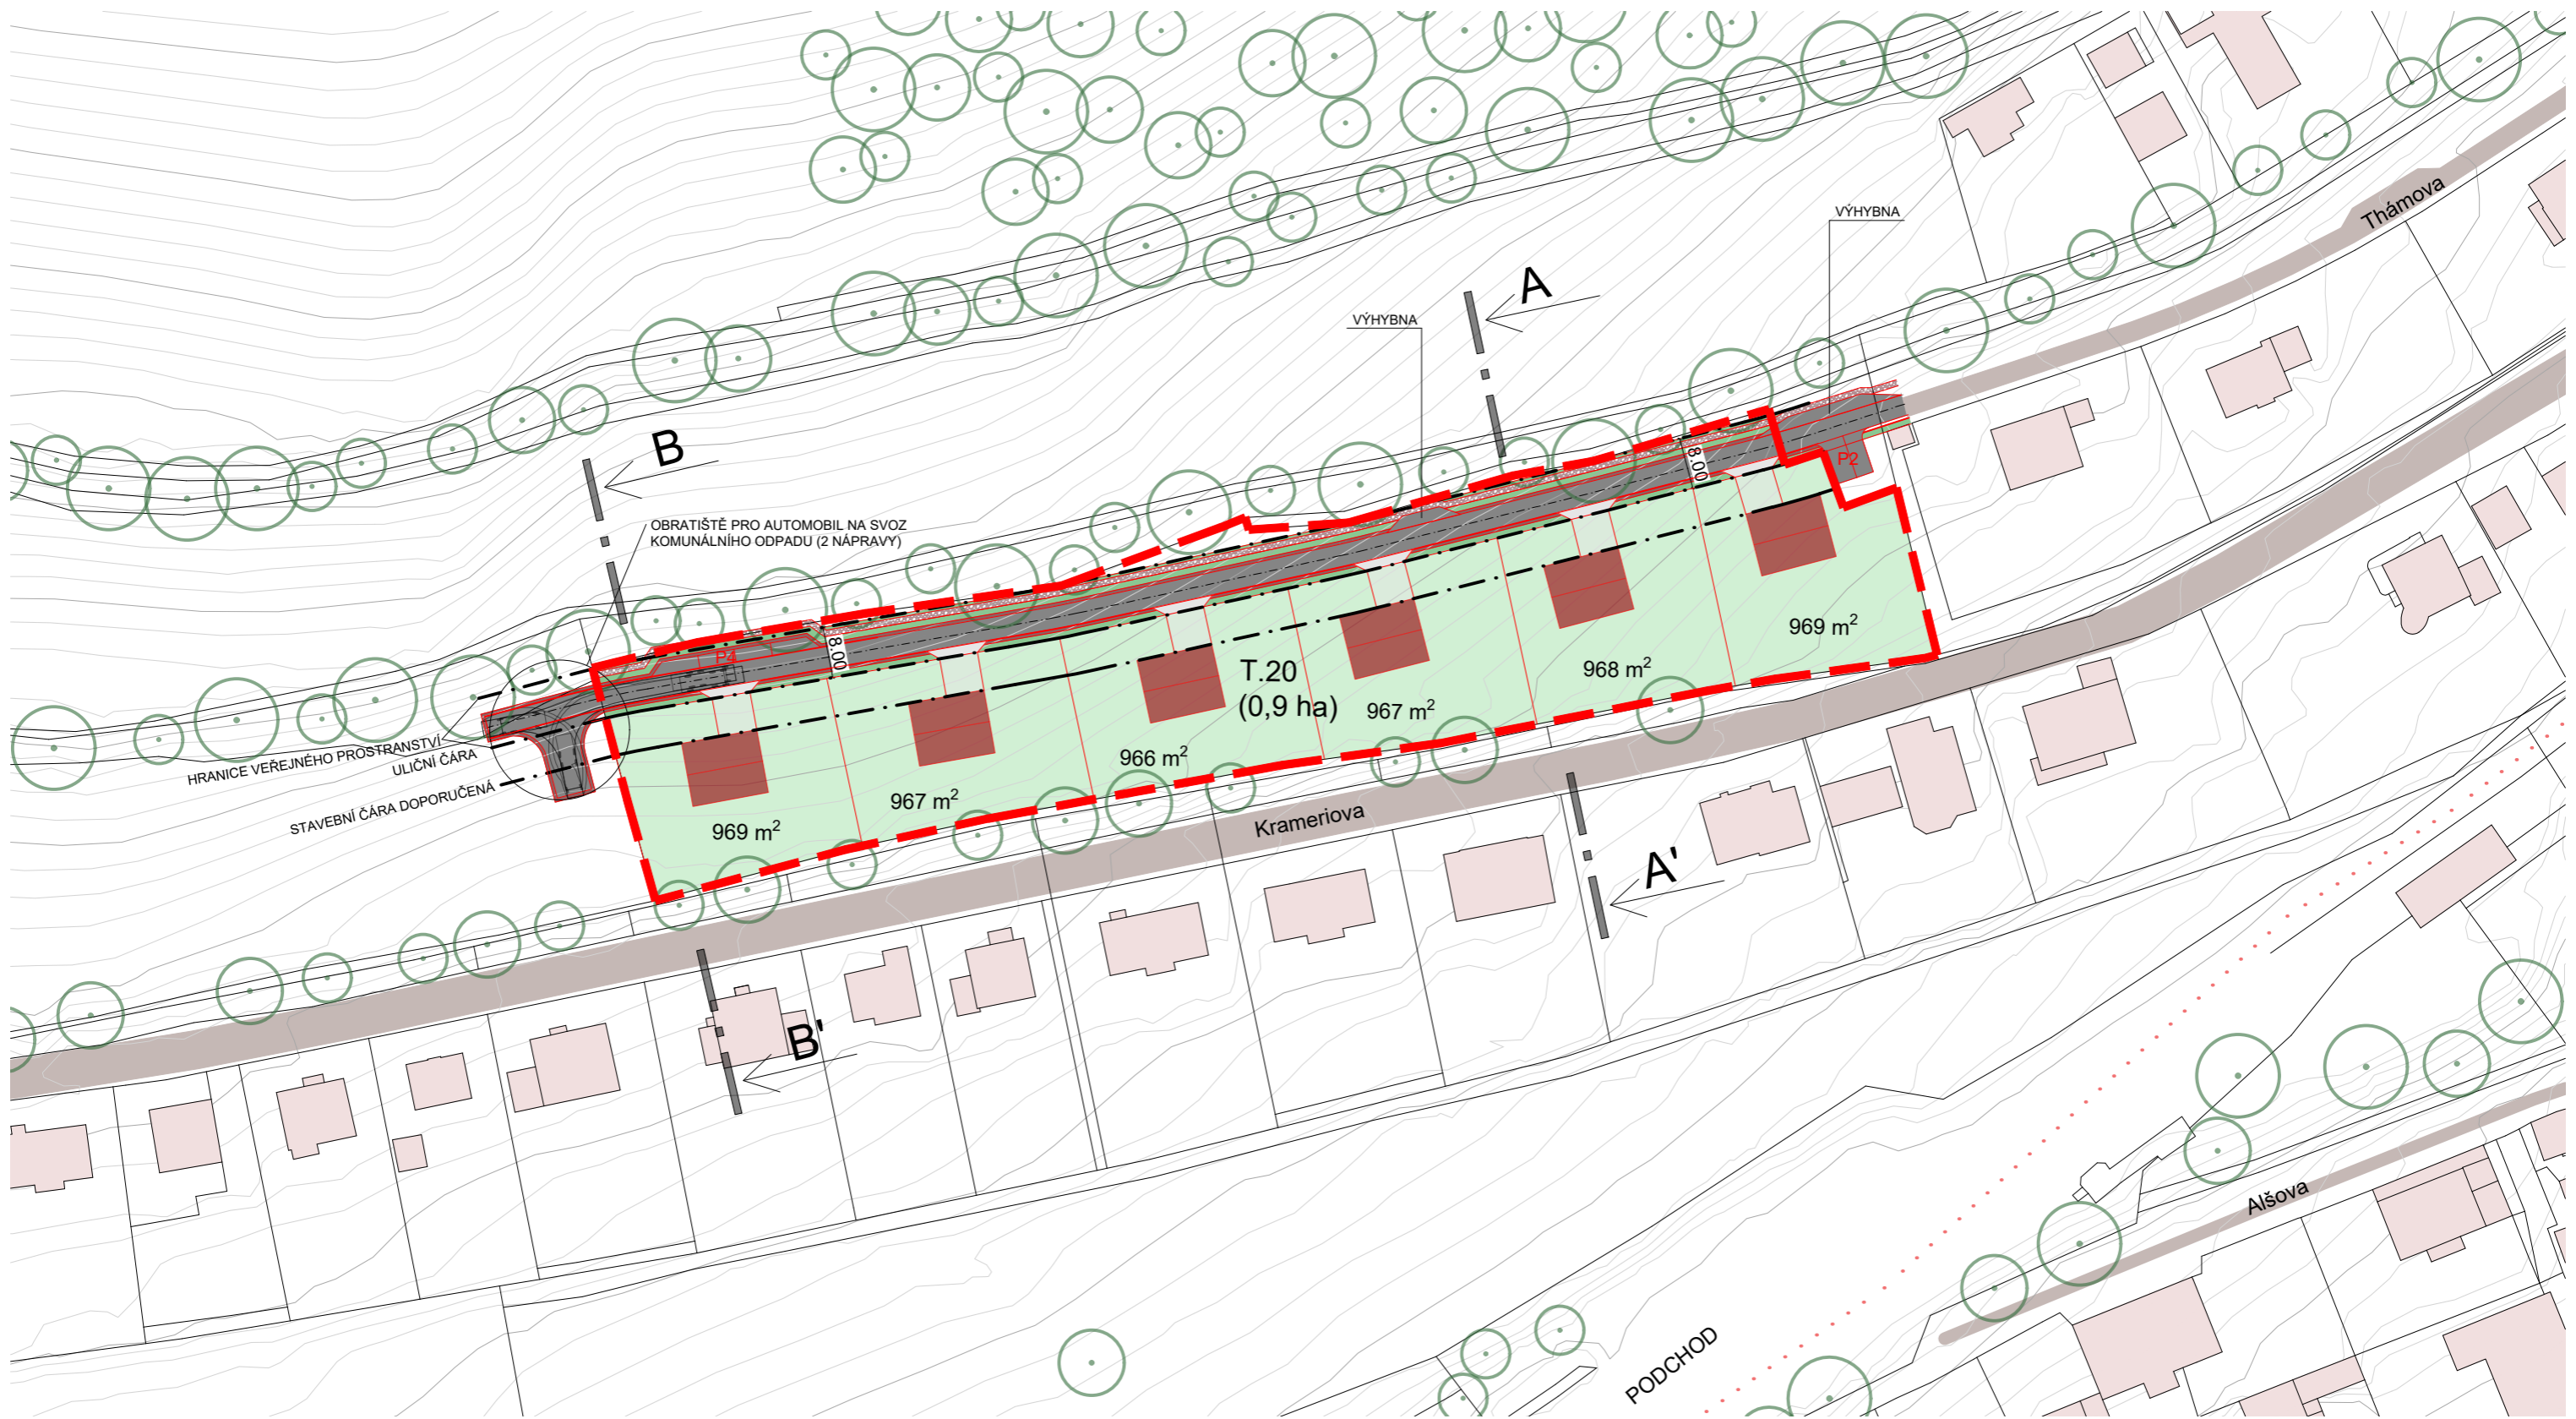 Thámova
VÝHYBNA
A
VÝHYBNA
B
8.00
P2
OBRATIŠTĚ PRO AUTOMOBIL NA SVOZ
KOMUNÁLNÍHO ODPADU (2 NÁPRAVY)
8.00
P4
969 m²
968 m²
T.20
(0,9 ha)
967 m²
966 m²
967 m²
969 m²
HRANICE VEŘEJNÉHO PROSTRANSTVÍ
ULIČNÍ ČÁRA
STAVEBNÍ ČÁRA DOPORUČENÁ
Krameriova
A'
B'
Alšova
PODCHOD